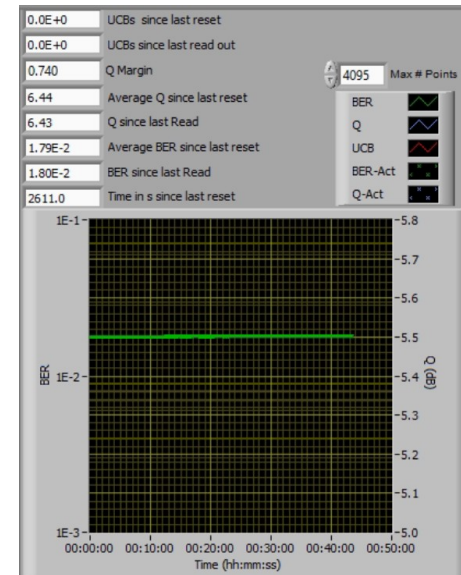 0.0E+0 UCBs since last reset
0.0E+0 UCBs since last read out
0.740 Q Margin
4095 Max # Points
6.44 Average Q since last reset
BER
6.43 Q since last Read
Q
1.79E-2 Average BER since last reset
UCB
1.80E-2 BER since last Read
BER-Act
2611.0 Time in s since last reset
Q-Act
1E-1
1E-2
1E-3
BER
5.8
5.7
5.6
5.5
5.4
5.3
5.2
5.1
5.0
Q (dB)
00:00:00 00:10:00 00:20:00 00:30:00 00:40:00 00:50:00
Time (hh:mm:ss)